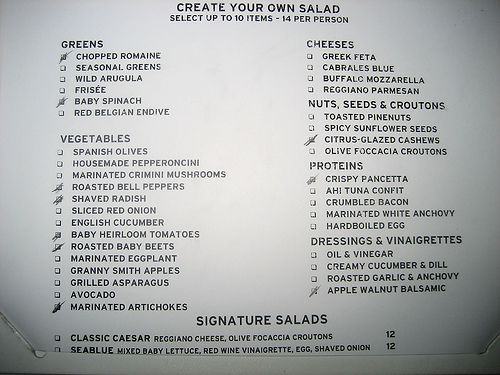 CREATE YOUR OWN SALAD
SELECT UP TO 10 ITEMS - 14 PER PERSON
GREENS
CHOPPED ROMAINE
SEASONAL GREENS
WILD ARUGULA
FRISÉE
BABY SPINACH
RED BELGIAN ENDIVE
VEGETABLES
SPANISH OLIVES
HOUSEMADE PEPPERONCINI
MARINATED CRIMINI MUSHROOMS
ROASTED BELL PEPPERS
SHAVED RADISH
SLICED RED ONION
ENGLISH CUCUMBER
BABY HEIRLOOM TOMATOES
ROASTED BABY BEETS
MARINATED EGGPLANT
GRANNY SMITH APPLES
GRILLED ASPARAGUS
AVOCADO
MARINATED ARTICHOKES
CHEESES
GREEK FETA
CABRALES BLUE
BUFFALO MOZZARELLA
REGGIANO PARMESAN
NUTS, SEEDS & CROUTONS
TOASTED PINENUTS
SPICY SUNFLOWER SEEDS
CITRUS-GLAZED CASHEWS
OLIVE FOCCACIA CROUTONS
PROTEINS
CRISPY PANCETTA
AHI TUNA CONFIT
CRUMBLED BACON
MARINATED WHITE ANCHOVY
HARDBOILED EGG
DRESSINGS & VINAIGRETTES
OIL & VINEGAR
CREAMY CUCUMBER & DILL
ROASTED GARLIC & ANCHOVY
APPLE WALNUT BALSAMIC
SIGNATURE SALADS
CLASSIC CAESAR REGGIANO CHEESE, OLIVE FOCACCIA CROUTONS 12
SEABLUE MIXED BABY LETTUCE, RED WINE VINAIGRETTE, EGG, SHAVED ONION 12